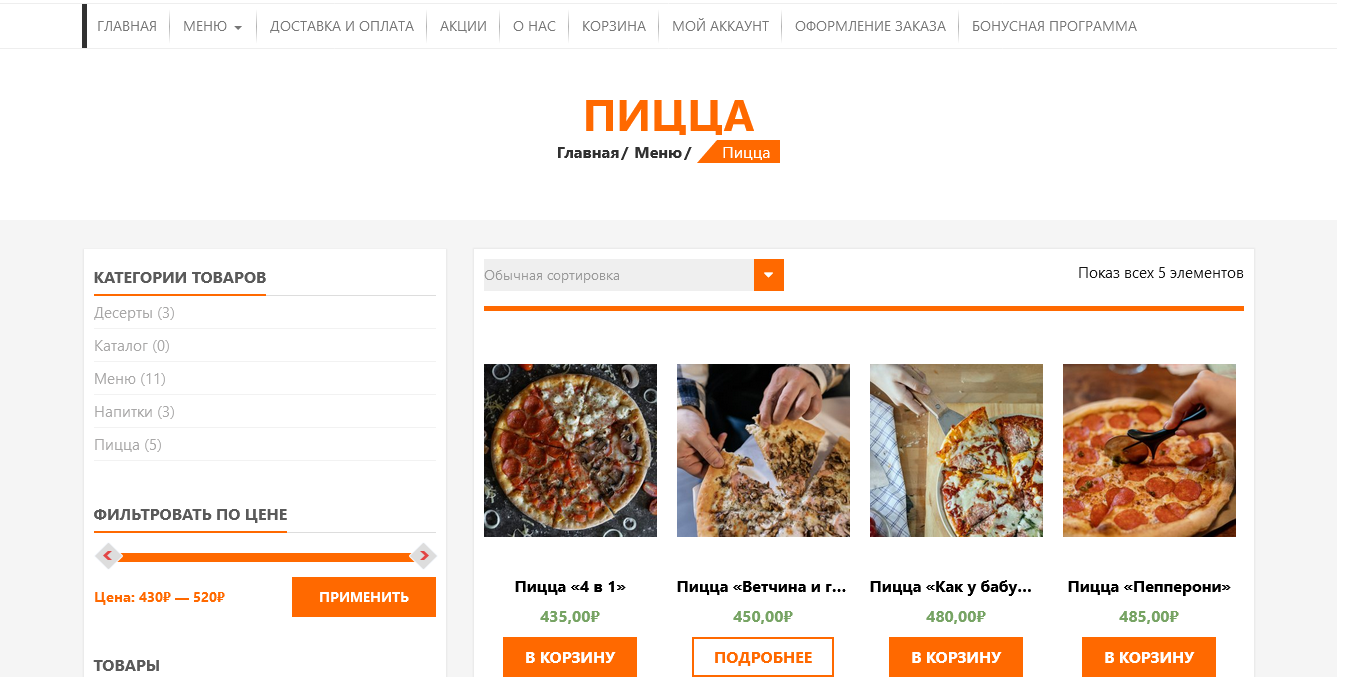 ГЛАВНАЯ МЕНЮ ДОСТАВКА И ОПЛАТА АКЦИИ О НАС КОРЗИНА МОЙ АККАУНТ ОФОРМЛЕНИЕ ЗАКАЗА БОНУСНАЯ ПРОГРАММА
ПИЦЦА
Главная/ Меню/ Пицца
КАТЕГОРИИ ТОВАРОВ
Десерты (3)
Каталог (0)
Меню (11)
Напитки (3)
Пицца (5)
ФИЛЬТРОВАТЬ ПО ЦЕНЕ
Цена: 430₽ — 520₽ ПРИМЕНИТЬ
ТОВАРЫ
Обычная сортировка Показ всех 5 элементов
Пицца «4 в 1» Пицца «Ветчина и г... Пицца «Как у бабу... Пицца «Пепперони»
435,00₽ 450,00₽ 480,00₽ 485,00₽
В КОРЗИНУ ПОДРОБНЕЕ В КОРЗИНУ В КОРЗИНУ